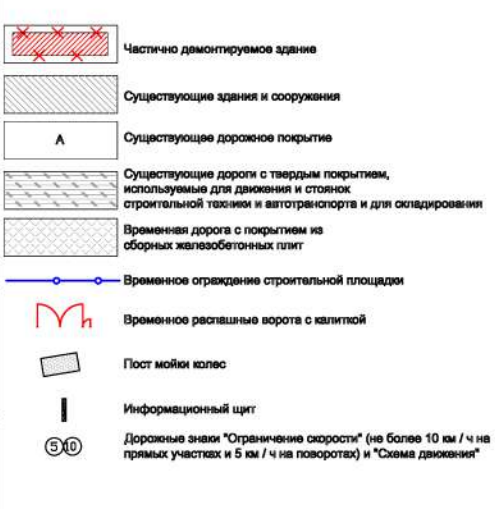 Частично демонтируемое здание
Существующие здания и сооружения
А
Существующее дорожное покрытие
Существующие дороги с твердым покрытием,
используемые для движения и стоянок
строительной техники и автотранспорта и для складирования
Временная дорога с покрытием из
сборных железобетонных плит
Временное ограждение строительной площадки
Временное распашные ворота с калиткой
Пост мойки колес
Информационный щит
5 10
Дорожные знаки "Ограничение скорости" (не более 10 км / ч на
прямых участках и 5 км / ч на поворотах) и "Схема движения"